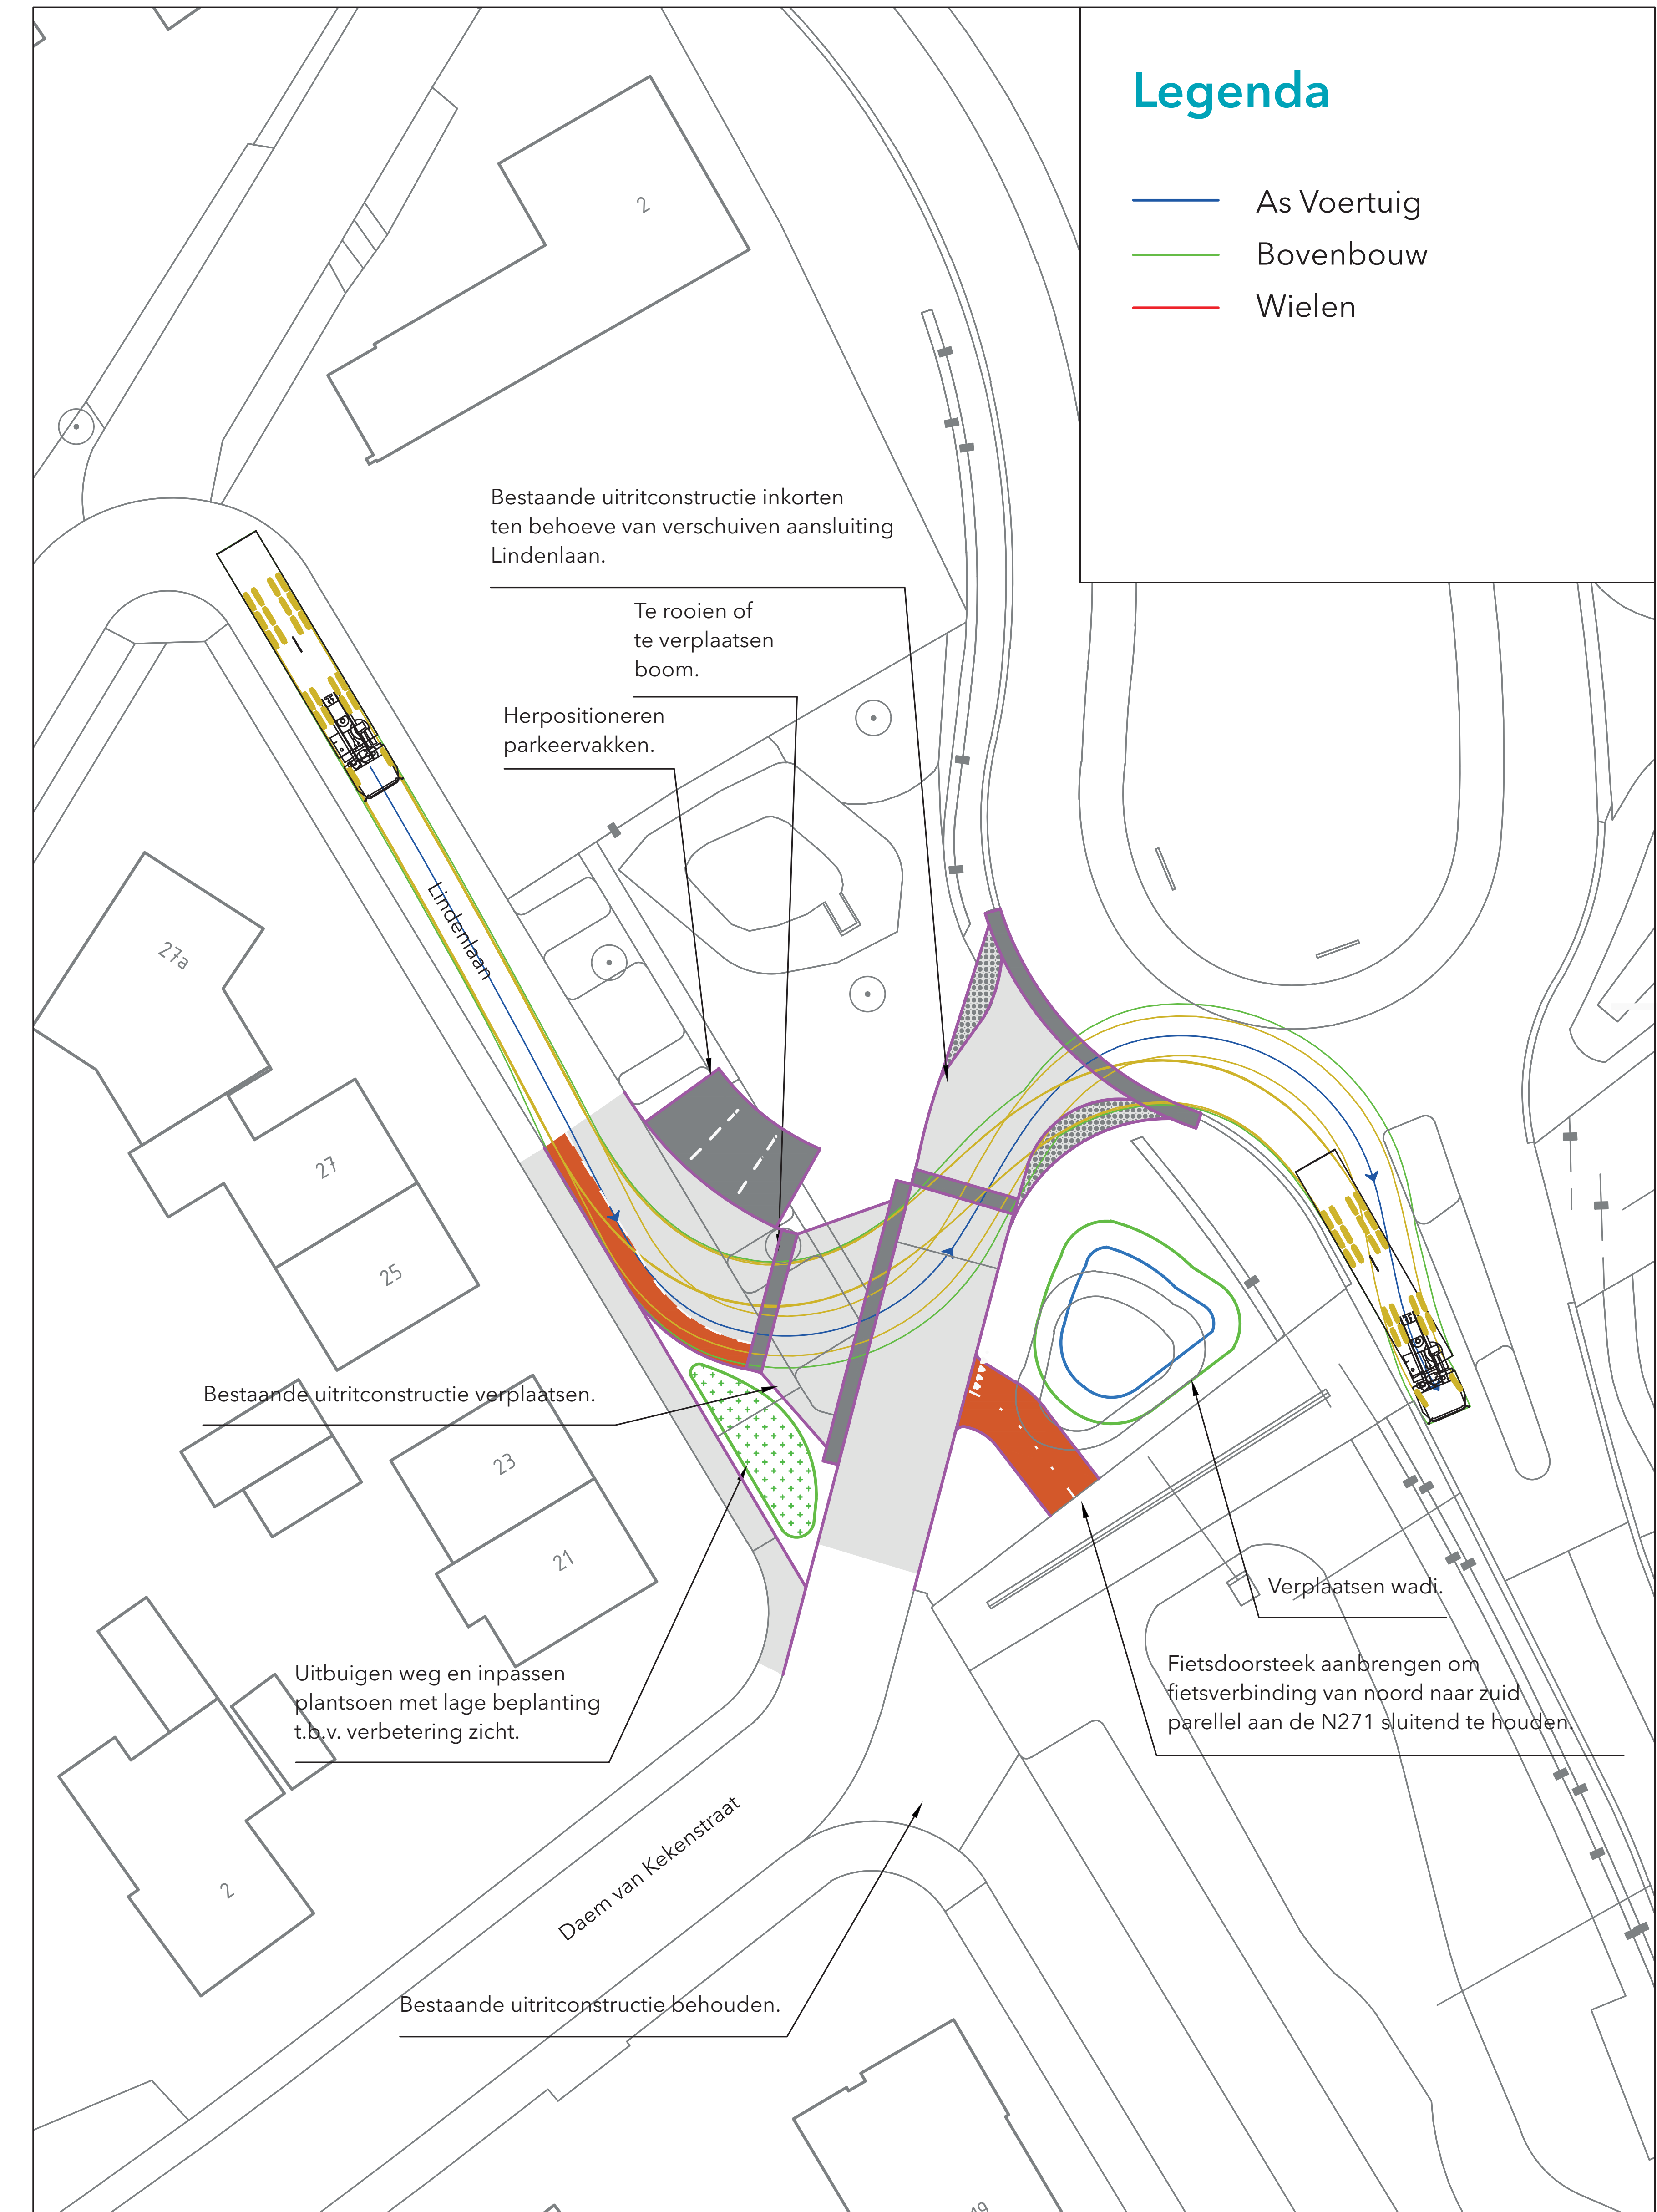 Legenda
As Voertuig
Bovenbouw
Wielen
2
Bestaande uitritconstructie inkorten
ten behoeve van verschuiven aansluiting
Lindenlaan.
Te rooien of
te verplaatsen
boom.
Herpositioneren
parkeervakken.
Lindenlaan
27a
27
25
Bestaande uitritconstructie verplaatsen.
23
21
Verplaatsen wadi.
Uitbuigen weg en inpassen
plantsoen met lage beplanting
t.b.v. verbetering zicht.
Fietsdoorsteek aanbrengen om
fietsverbinding van noord naar zuid
parellel aan de N271 sluitend te houden.
Daem van Kekenstraat
2
Bestaande uitritconstructie behouden.